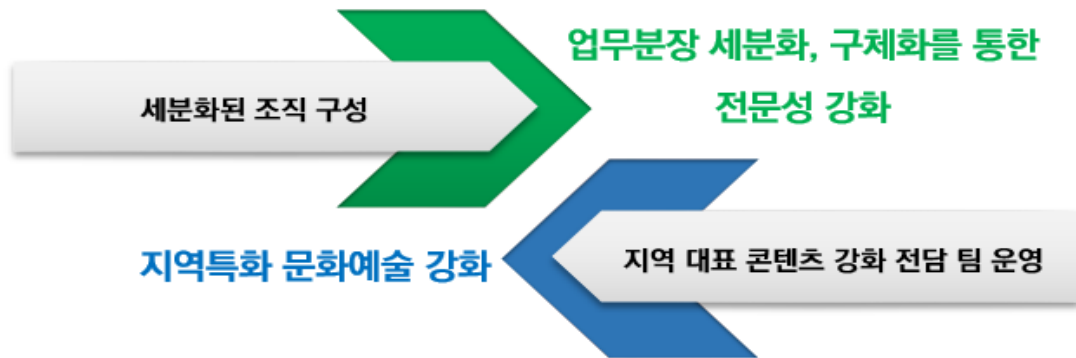 업무분장 세분화, 구체화를 통한
전문성 강화
세분화된 조직 구성
지역특화 문화예술 강화
지역 대표 콘텐츠 강화 전담 팀 운영